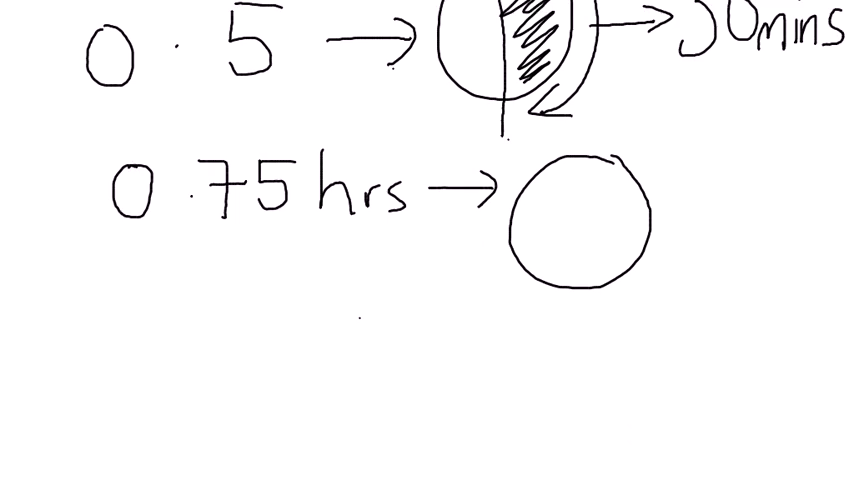 0.5 → → 30mins
0.75 hrs →